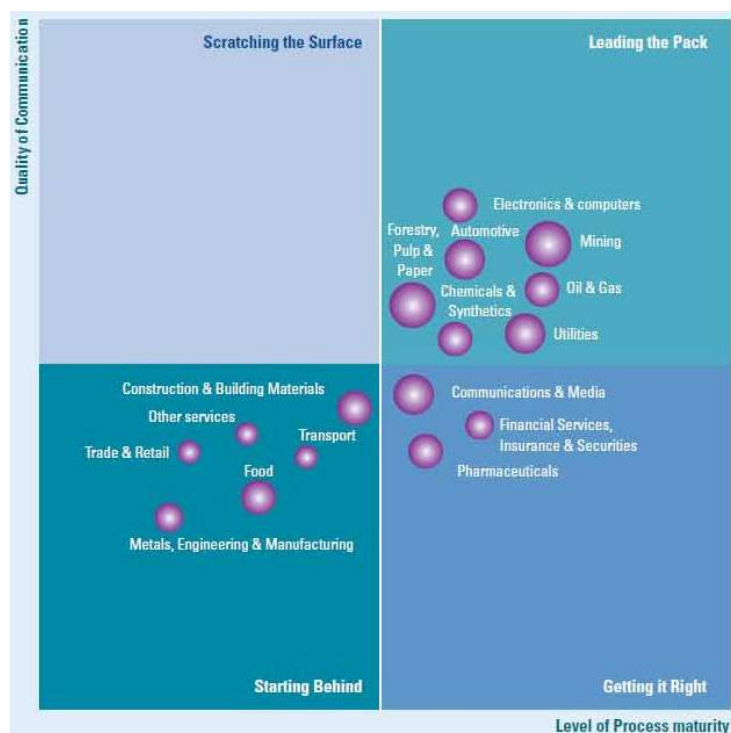 Quality of Communication
Scratching the Surface
Leading the Pack
Electronics & computers
Forestry,
Pulp &
Paper
Automotive
Mining
Chemicals &
Synthetics
Oil & Gas
Utilities
Construction & Building Materials
Other services
Trade & Retail
Transport
Food
Metals, Engineering & Manufacturing
Communications & Media
Financial Services,
Insurance & Securities
Pharmaceuticals
Starting Behind
Getting it Right
Level of Process maturity